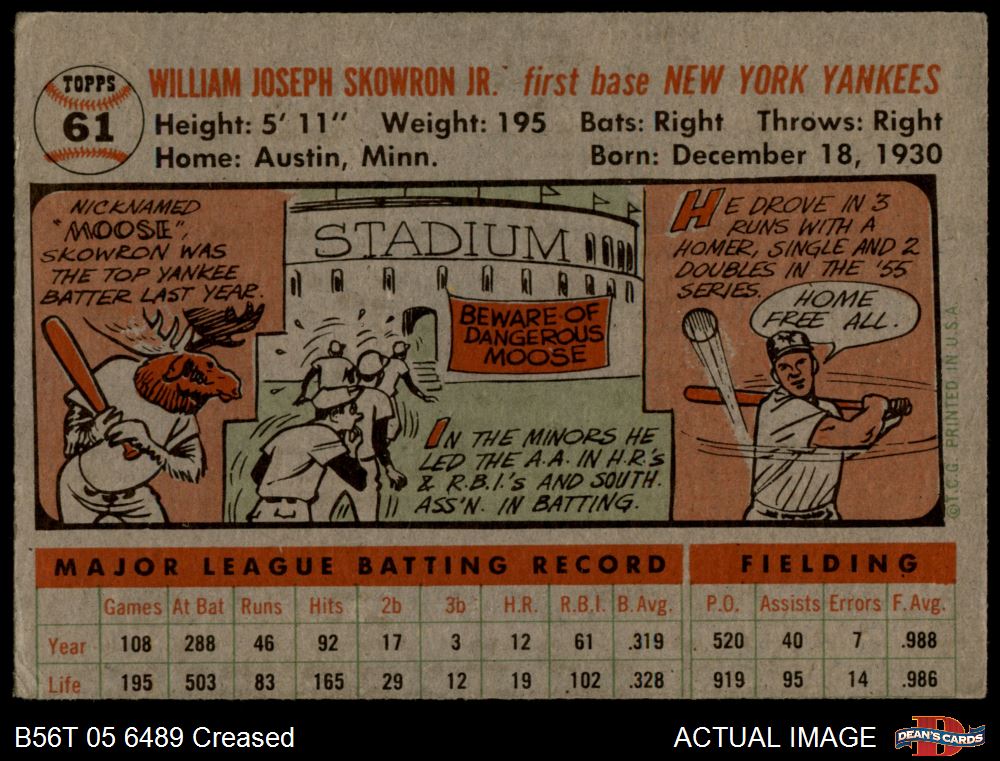 TOPPS
61
WILLIAM JOSEPH SKOWRON JR. first base NEW YORK YANKEES
Height: 5' 11" Weight: 195 Bats: Right Throws: Right
Home: Austin, Minn. Born: December 18, 1930
NICKNAMED
"MOOSE",
SKOWRON WAS
THE TOP YANKEE
BATTER LAST YEAR.
STADIUM
BEWARE OF
DANGEROUS
MOOSE
IN THE MINORS HE
LED THE A.A. IN H.R.'s
& R.B.I.'s AND SOUTH.
ASS'N. IN BATTING.
HE DROVE IN 3
RUNS WITH A
HOMER, SINGLE AND 2
DOUBLES IN THE '55
SERIES.
HOME
FREE ALL.
©T.C.G. PRINTED IN U.S.A.
MAJOR LEAGUE BATTING RECORD FIELDING
Games At Bat Runs Hits 2b 3b H.R. R.B.I. B. Avg. P.O. Assists Errors F. Avg.
Year 108 288 46 92 17 3 12 61 .319 520 40 7 .988
Life 195 503 83 165 29 12 19 102 .328 919 95 14 .986
B56T 05 6489 Creased ACTUAL IMAGE
DEAN'S CARDS